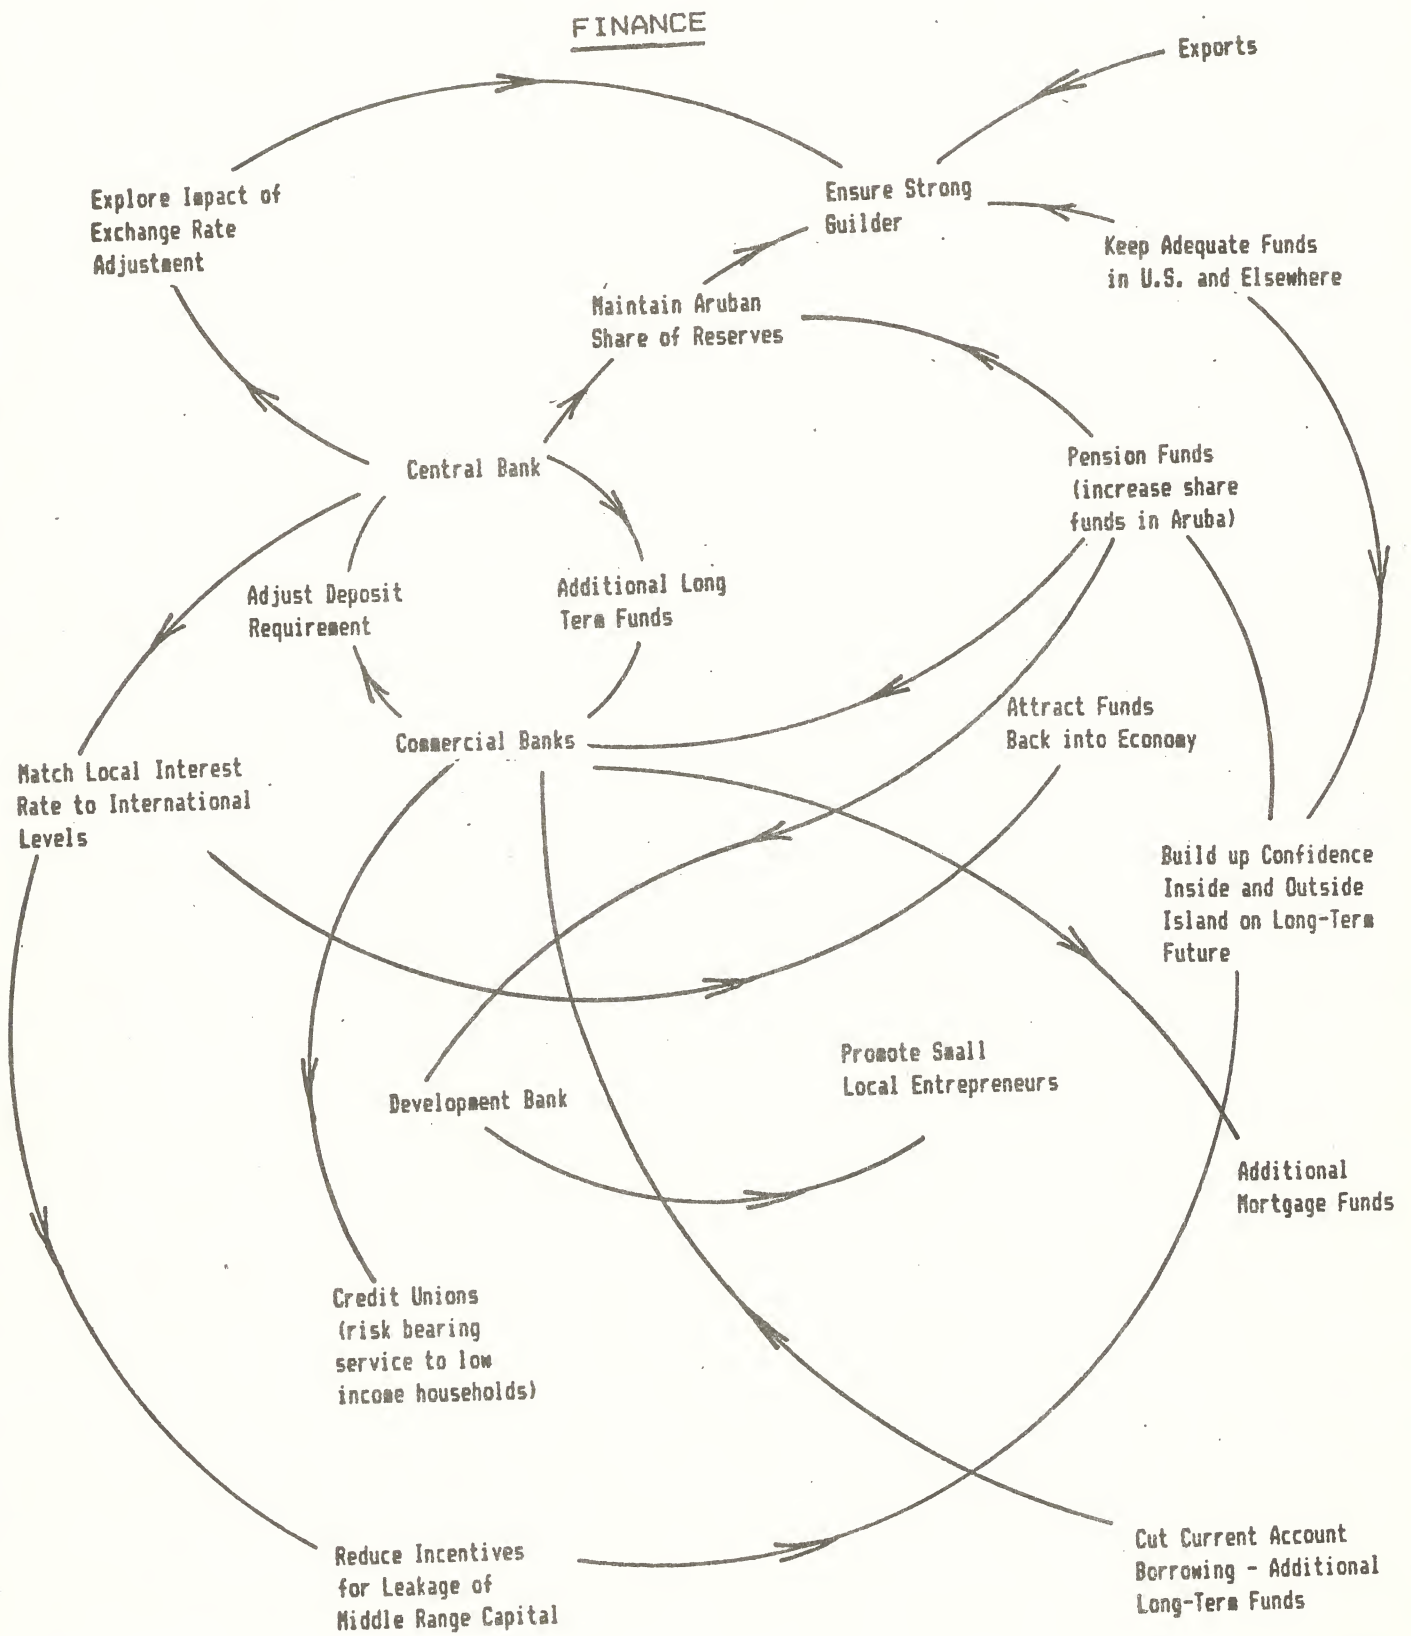 FINANCE
Exports
Explore Impact of
Exchange Rate
Adjustment
Ensure Strong
Guilder
Keep Adequate Funds
in U.S. and Elsewhere
Maintain Aruban
Share of Reserves
Central Bank
Pension Funds
(increase share
funds in Aruba)
Adjust Deposit
Requirement
Additional Long
Term Funds
Attract Funds
Back into Economy
Commercial Banks
Match Local Interest
Rate to International
Levels
Build up Confidence
Inside and Outside
Island on Long-Term
Future
Promote Small
Local Entrepreneurs
Development Bank
Additional
Mortgage Funds
Credit Unions
(risk bearing
service to low
income households)
Reduce Incentives
for Leakage of
Middle Range Capital
Cut Current Account
Borrowing - Additional
Long-Term Funds